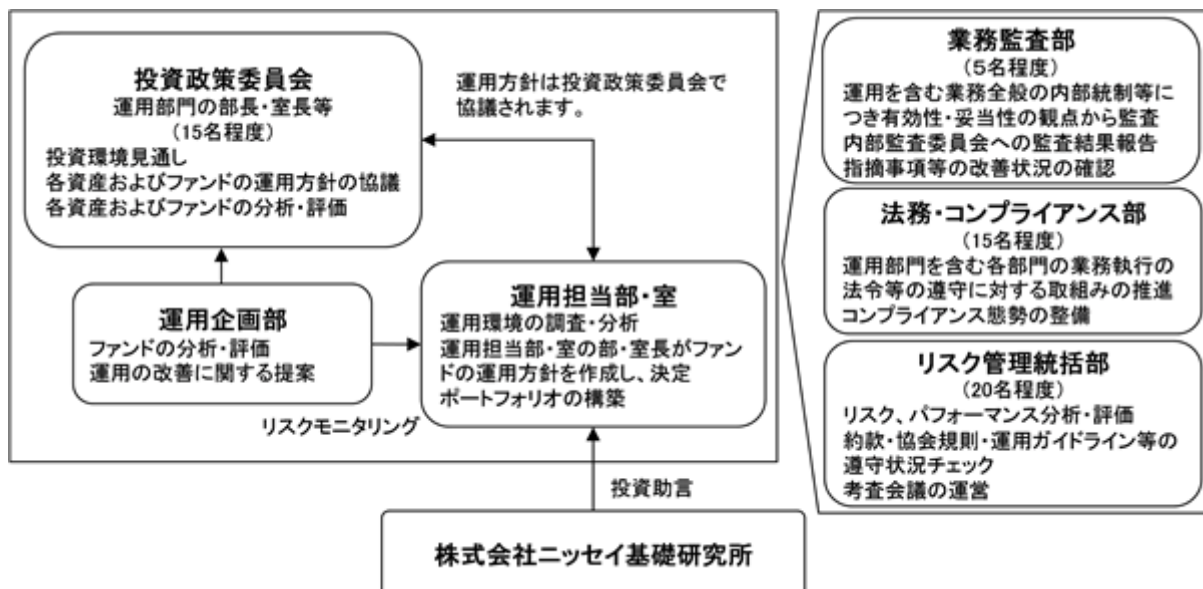 投資政策委員会
運用部門の部長・室長等
(15名程度)
投資環境見通し
各資産およびファンドの運用方針の協議
各資産およびファンドの分析・評価
運用方針は投資政策委員会で
協議されます。
運用企画部
ファンドの分析・評価
運用の改善に関する提案
リスクモニタリング
運用担当部・室
運用環境の調査・分析
運用担当部・室の部・室長がファン
ドの運用方針を作成し、決定
ポートフォリオの構築
投資助言
株式会社ニッセイ基礎研究所
業務監査部
(5名程度)
運用を含む業務全般の内部統制等に
つき有効性・妥当性の観点から監査
内部監査委員会への監査結果報告
指摘事項等の改善状況の確認
法務・コンプライアンス部
(15名程度)
運用部門を含む各部門の業務執行の
法令等の遵守に対する取組みの推進
コンプライアンス態勢の整備
リスク管理統括部
(20名程度)
リスク、パフォーマンス分析・評価
約款・協会規則・運用ガイドライン等の
遵守状況チェック
考査会議の運営